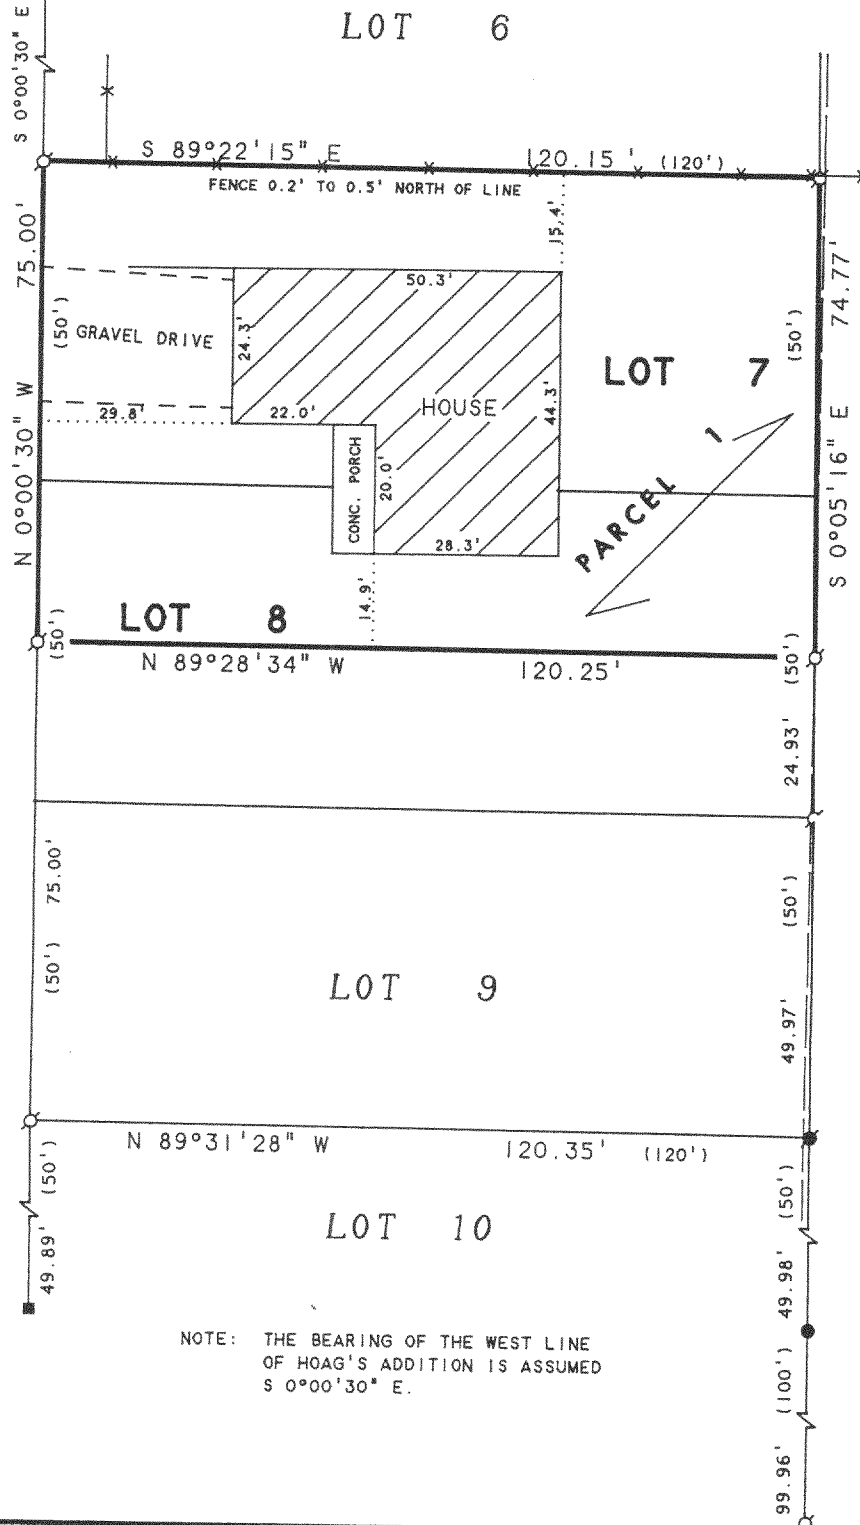 LOT 6
S 0°00'30" E
S 89°22'15" E 120.15' (120')
FENCE 0.2' TO 0.5' NORTH OF LINE
15.4'
75.00'
(50')
N 0°00'30" W
GRAVEL DRIVE
29.8'
50.3'
24.3'
22.0'
HOUSE
44.3'
CONC. PORCH
20.0'
28.3'
14.9'
LOT 7
PARCEL 1
74.77'
(50')
S 0°05'16" E
LOT 8
(50')
N 89°28'34" W 120.25'
(50')
24.93'
75.00'
(50')
(50')
LOT 9
49.97'
N 89°31'28" W 120.35' (120')
(50')
(50')
LOT 10
49.89'
49.98'
NOTE: THE BEARING OF THE WEST LINE
OF HOAG'S ADDITION IS ASSUMED
S 0°00'30" E.
(100')
99.96'